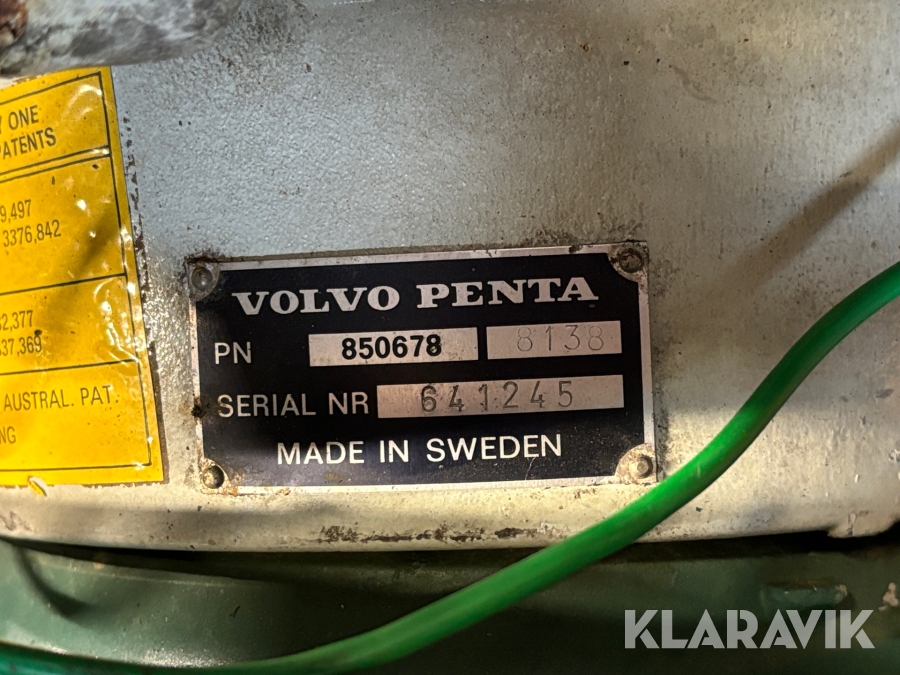 Y ONE
PATENTS
9,497
3376,842
2,377
37,369
AUSTRAL. PAT.
NG
VOLVO PENTA
PN 850678 8138
SERIAL NR 641245
MADE IN SWEDEN
KLARAVIK